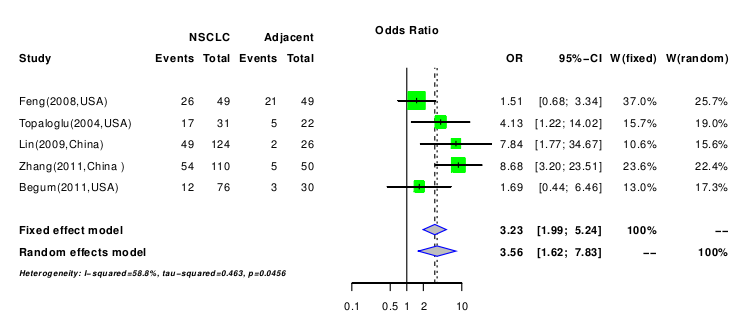 Odds Ratio
NSCLC Adjacent
Study Events Total Events Total OR 95%−CI W(fixed) W(random)
Feng(2008,USA) 26 49 21 49 1.51 [0.68; 3.34] 37.0% 25.7%
Topaloglu(2004,USA) 17 31 5 22 4.13 [1.22; 14.02] 15.7% 19.0%
Lin(2009,China) 49 124 2 26 7.84 [1.77; 34.67] 10.6% 15.6%
Zhang(2011,China ) 54 110 5 50 8.68 [3.20; 23.51] 23.6% 22.4%
Begum(2011,USA) 12 76 3 30 1.69 [0.44; 6.46] 13.0% 17.3%
Fixed effect model 3.23 [1.99; 5.24] 100% −−
Random effects model 3.56 [1.62; 7.83] −− 100%
Heterogeneity: I−squared=58.8%, tau−squared=0.463, p=0.0456
0.1 0.5 1 2 10